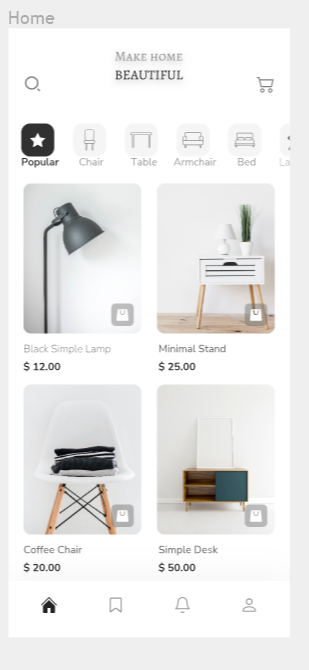 Home
MAKE HOME
BEAUTIFUL
Popular Chair Table Armchair Bed La
Black Simple Lamp Minimal Stand
$ 12.00 $ 25.00
Coffee Chair Simple Desk
$ 20.00 $ 50.00